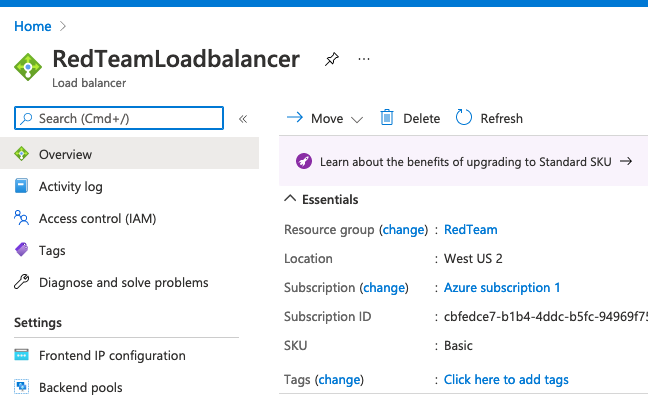 Home
RedTeamLoadbalancer
Load balancer
Search (Cmd+/)
Overview
Activity log
Access control (IAM)
Tags
Diagnose and solve problems
Settings
Frontend IP configuration
Backend pools
Move Delete Refresh
Learn about the benefits of upgrading to Standard SKU
Essentials
Resource group (change) : RedTeam
Location : West US 2
Subscription (change) : Azure subscription 1
Subscription ID : cbfedce7-b1b4-4ddc-b5fc-94969f75
SKU : Basic
Tags (change) : Click here to add tags